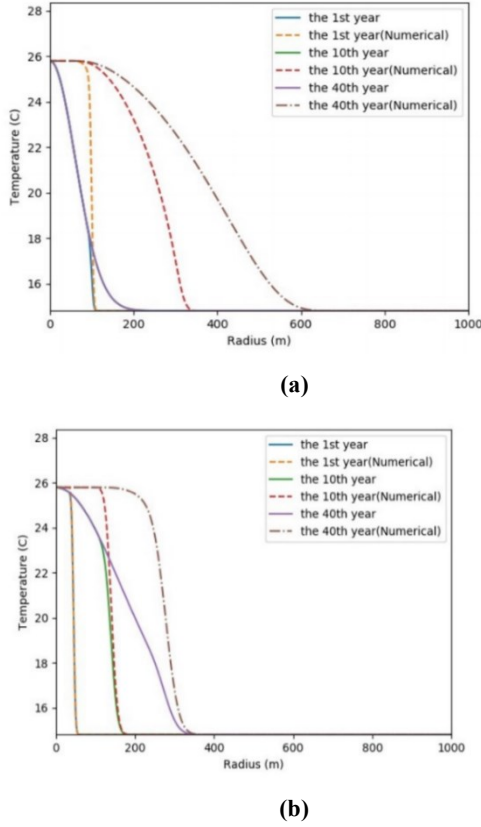 28
26
24
22
20
18
16
Temperature (C)
the 1st year
the 1st year(Numerical)
the 10th year
the 10th year(Numerical)
the 40th year
the 40th year(Numerical)
0 200 400 600 800 1000
Radius (m)
(a)
28
26
24
22
20
18
16
Temperature (C)
the 1st year
the 1st year(Numerical)
the 10th year
the 10th year(Numerical)
the 40th year
the 40th year(Numerical)
0 200 400 600 800 1000
Radius (m)
(b)